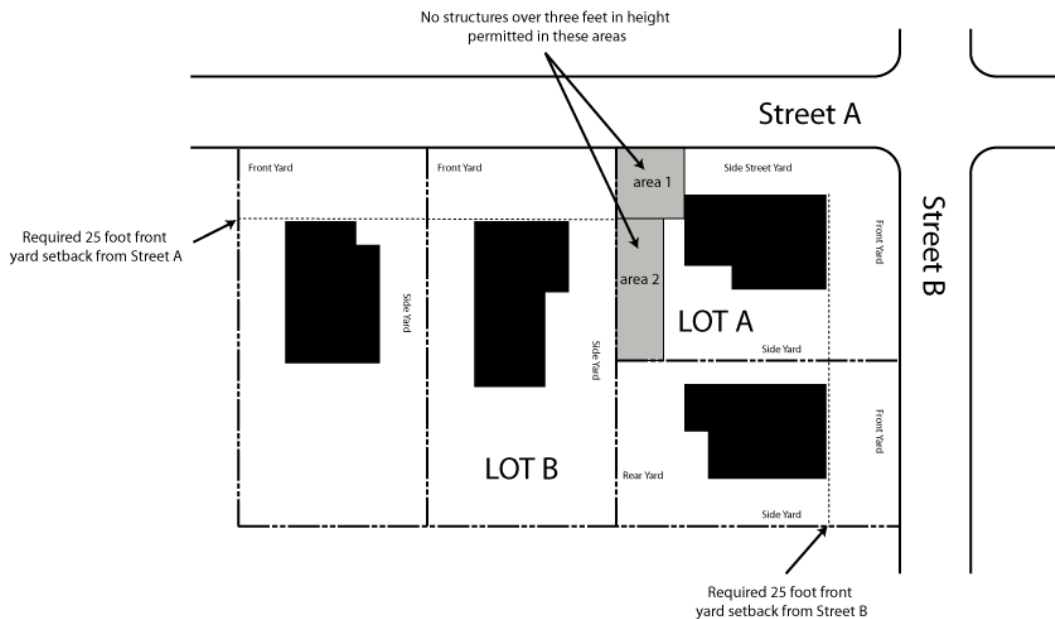 No structures over three feet in height
permitted in these areas
Street A
Front Yard
Front Yard
area 1
Side Street Yard
Street B
Required 25 foot front
yard setback from Street A
Front Yard
area 2
Side Yard
LOT A
Side Yard
Side Yard
Front Yard
LOT B
Rear Yard
Side Yard
Required 25 foot front
yard setback from Street B